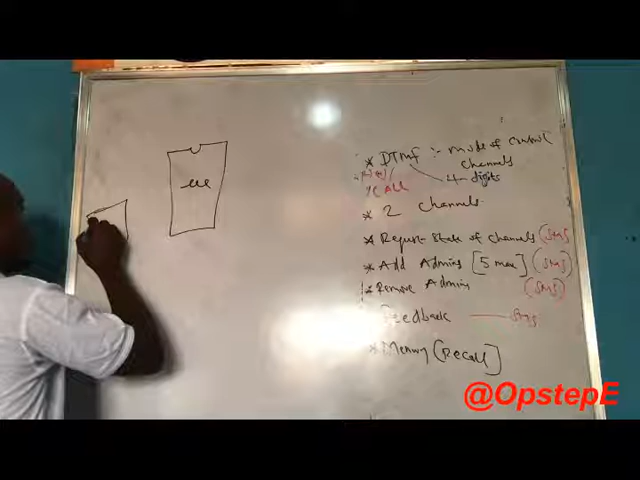 * DTMF :- mode of control
channels
4 digits
CALL
* 2 channels
* Request State of channels (SMS)
* Add Admins [5 max] (SMS)
* Remove Admin (SMS)
Feedback — SMS
* Memory [Recall]
@OpstepE